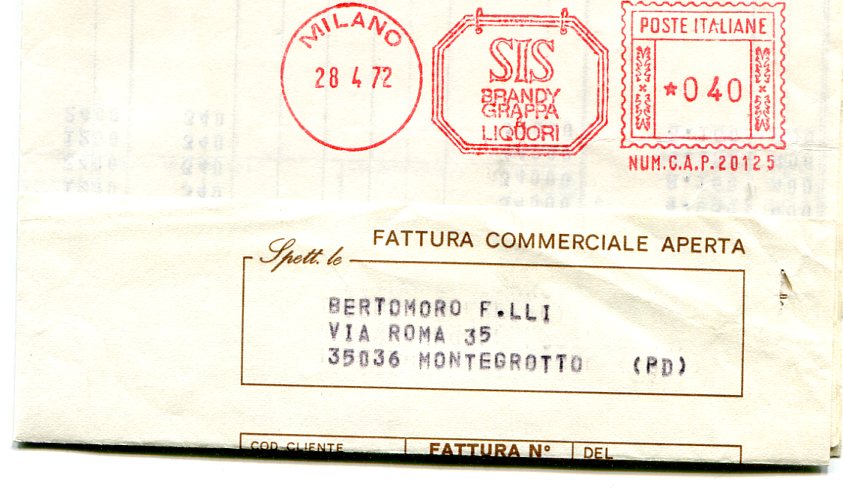 MILANO
28 4 72
SIS
BRANDY
GRAPPA
&
LIQUORI
POSTE ITALIANE
*040
NUM.C.A.P. 20125
FATTURA COMMERCIALE APERTA
Spett. le
BERTOMORO F.LLI
VIA ROMA 35
35036 MONTEGROTTO (PD)
COD CLIENTE
FATTURA N°
DEL